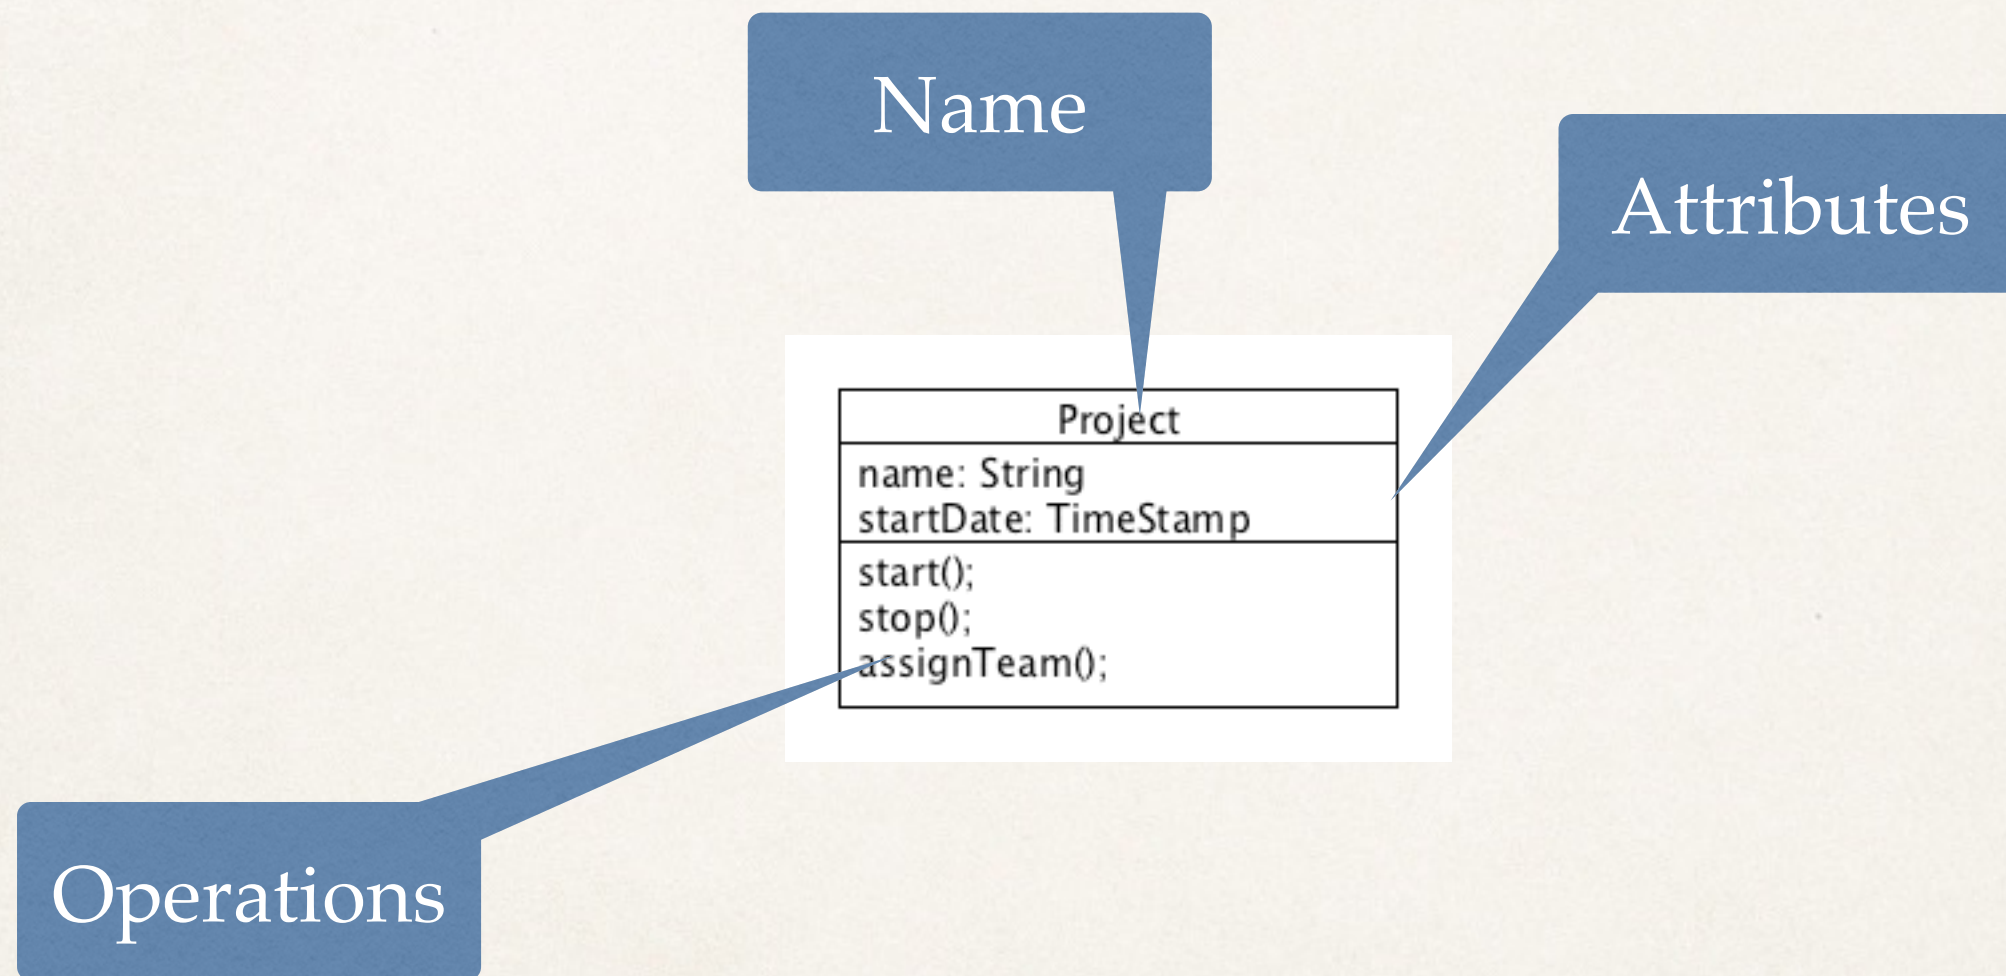 Name
Attributes
Project
name: String
startDate: TimeStamp
start();
stop();
assignTeam();
Operations